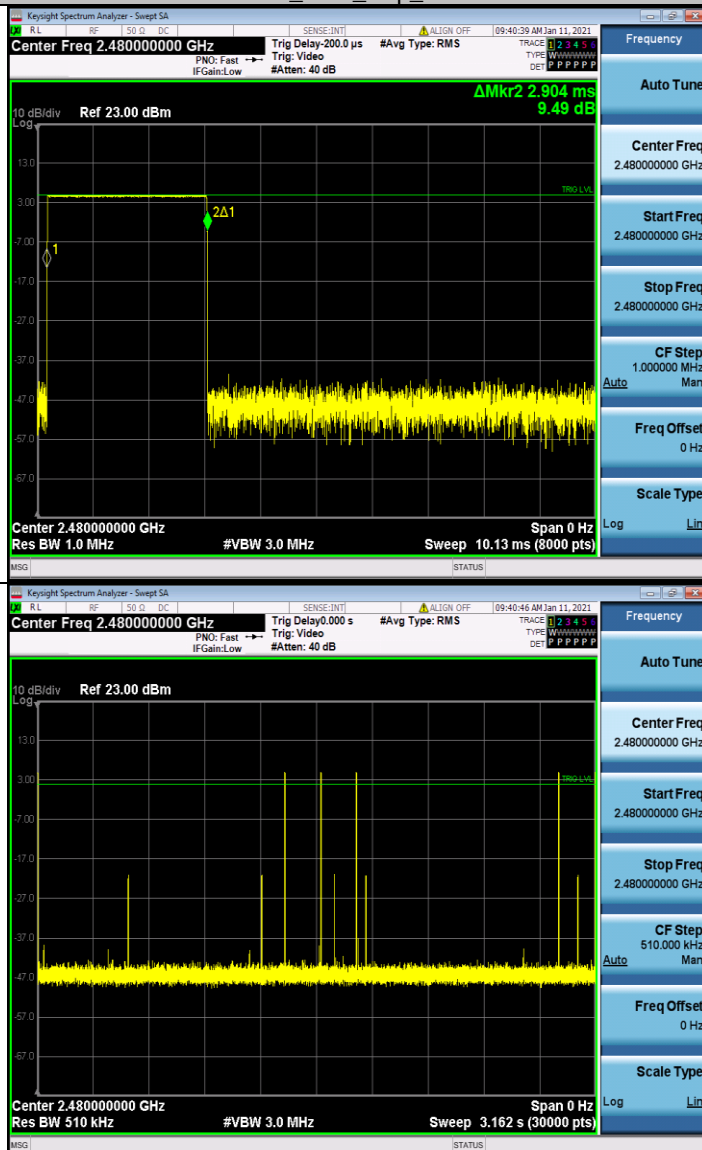 Keysight Spectrum Analyzer - Swept SA
RL RF 50 Ω DC SENSE:INT ALIGN OFF 09:40:39 AM Jan 11, 2021
Center Freq 2.480000000 GHz
Trig Delay-200.0 µs #Avg Type: RMS TRACE 1 2 3 4 5 6
PNO: Fast Trig: Video TYPE WWWWWW
IFGain:Low #Atten: 40 dB DET P P P P P P
Frequency
ΔMkr2 2.904 ms
9.49 dB
10 dB/div Ref 23.00 dBm
Log
13.0
3.00
-7.00
-17.0
-27.0
-37.0
-47.0
-57.0
-67.0
TRIG LVL
2Δ1
1
Center 2.480000000 GHz Span 0 Hz
Res BW 1.0 MHz #VBW 3.0 MHz Sweep 10.13 ms (8000 pts)
MSG STATUS
Auto Tune
Center Freq
2.480000000 GHz
Start Freq
2.480000000 GHz
Stop Freq
2.480000000 GHz
CF Step
1.000000 MHz
Auto Man
Freq Offset
0 Hz
Scale Type
Log Lin
Keysight Spectrum Analyzer - Swept SA
RL RF 50 Ω DC SENSE:INT ALIGN OFF 09:40:46 AM Jan 11, 2021
Center Freq 2.480000000 GHz
Trig Delay0.000 s #Avg Type: RMS TRACE 1 2 3 4 5 6
PNO: Fast Trig: Video TYPE WWWWWW
IFGain:Low #Atten: 40 dB DET P P P P P P
Frequency
10 dB/div Ref 23.00 dBm
Log
13.0
3.00
-7.00
-17.0
-27.0
-37.0
-47.0
-57.0
-67.0
TRIG LVL
Center 2.480000000 GHz Span 0 Hz
Res BW 510 kHz #VBW 3.0 MHz Sweep 3.162 s (30000 pts)
MSG STATUS
Auto Tune
Center Freq
2.480000000 GHz
Start Freq
2.480000000 GHz
Stop Freq
2.480000000 GHz
CF Step
510.000 kHz
Auto Man
Freq Offset
0 Hz
Scale Type
Log Lin